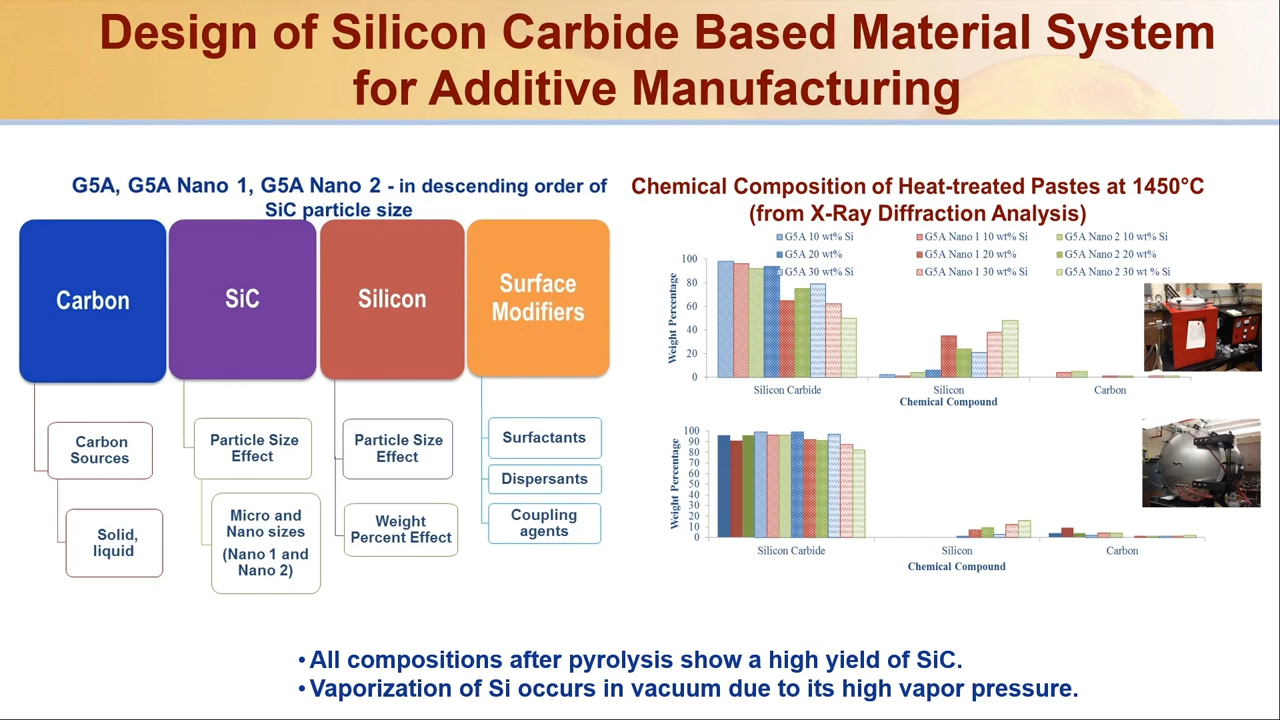 Design of Silicon Carbide Based Material System
for Additive Manufacturing
G5A, G5A Nano 1, G5A Nano 2 - in descending order of
SiC particle size
Carbon
SiC
Silicon
Surface
Modifiers
Carbon
Sources
Solid,
liquid
Particle Size
Effect
Micro and
Nano sizes
(Nano 1 and
Nano 2)
Particle Size
Effect
Weight
Percent Effect
Surfactants
Dispersants
Coupling
agents
Chemical Composition of Heat-treated Pastes at 1450°C
(from X-Ray Diffraction Analysis)
G5A 10 wt% Si
G5A Nano 1 10 wt% Si
G5A Nano 2 10 wt% Si
G5A 20 wt%
G5A Nano 1 20 wt%
G5A Nano 2 20 wt%
G5A 30 wt% Si
G5A Nano 1 30 wt% Si
G5A Nano 2 30 wt % Si
Weight Percentage
100
80
60
40
20
0
Silicon Carbide
Silicon
Carbon
Chemical Compound
Weight Percentage
100
90
80
70
60
50
40
30
20
10
0
Silicon Carbide
Silicon
Carbon
Chemical Compound
• All compositions after pyrolysis show a high yield of SiC.
• Vaporization of Si occurs in vacuum due to its high vapor pressure.